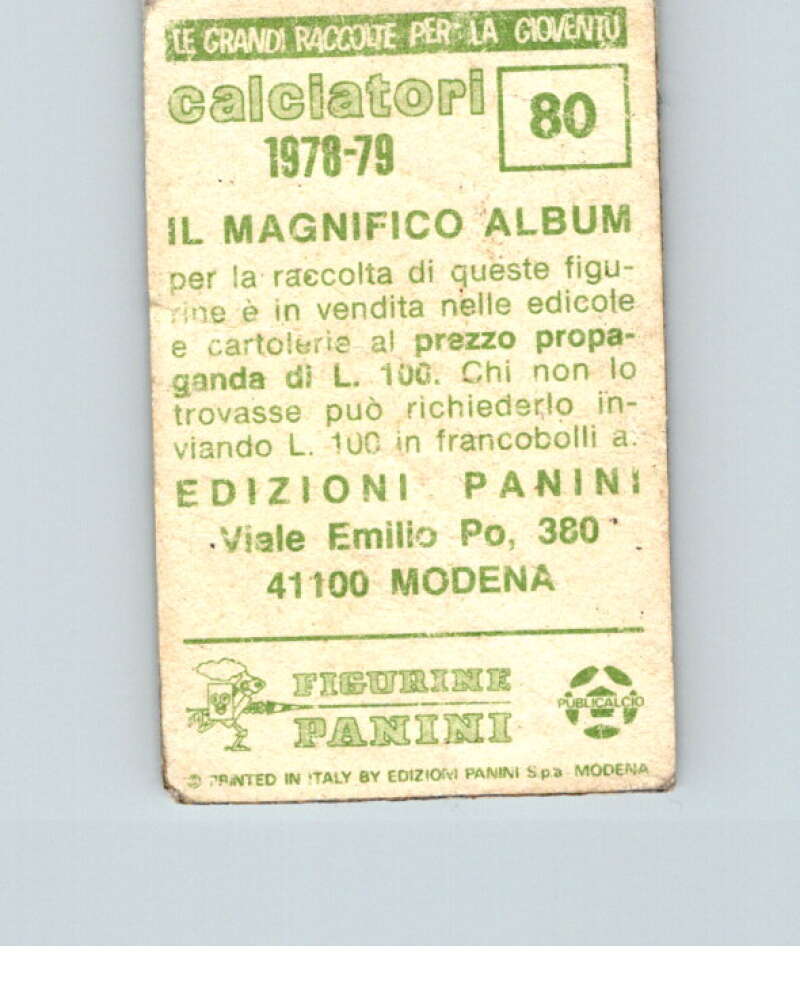 LE GRANDI RACCOLTE PER LA GIOVENTÙ
calciatori
80
1978-79
IL MAGNIFICO ALBUM
per la raccolta di queste figu-
rine è in vendita nelle edicole
e cartolerie al prezzo propa-
ganda di L. 100. Chi non lo
trovasse può richiederlo in-
viando L. 100 in francobolli a:
EDIZIONI PANINI
Viale Emilio Po, 380
41100 MODENA
FIGURINE
PANINI
PUBLICALCIO
© PRINTED IN ITALY BY EDIZIONI PANINI S.p.a. MODENA